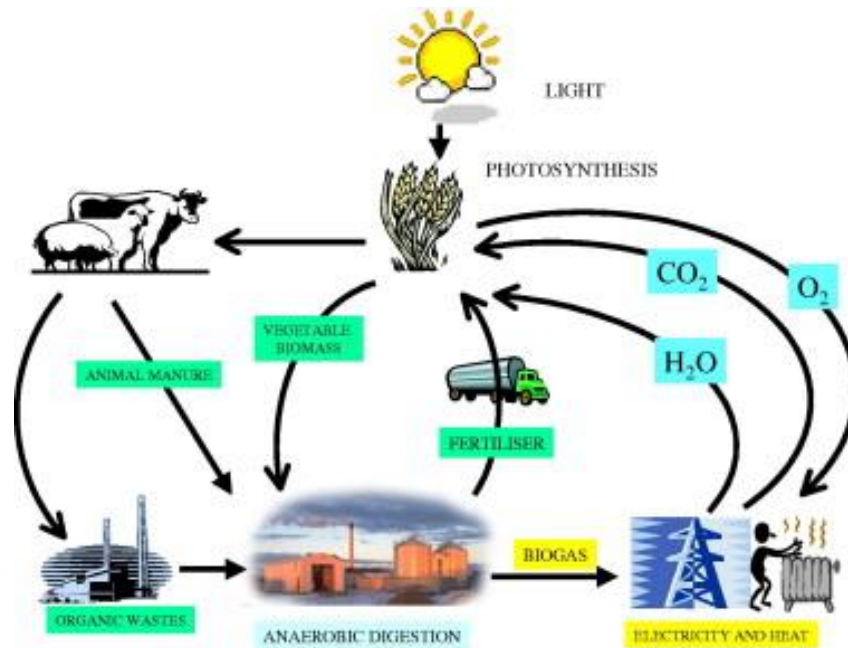 LIGHT
PHOTOSYNTHESIS
CO₂
O₂
VEGETABLE
BIOMASS
H₂O
ANIMAL MANURE
FERTILISER
BIOGAS
ORGANIC WASTES
ANAEROBIC DIGESTION
ELECTRICITY AND HEAT